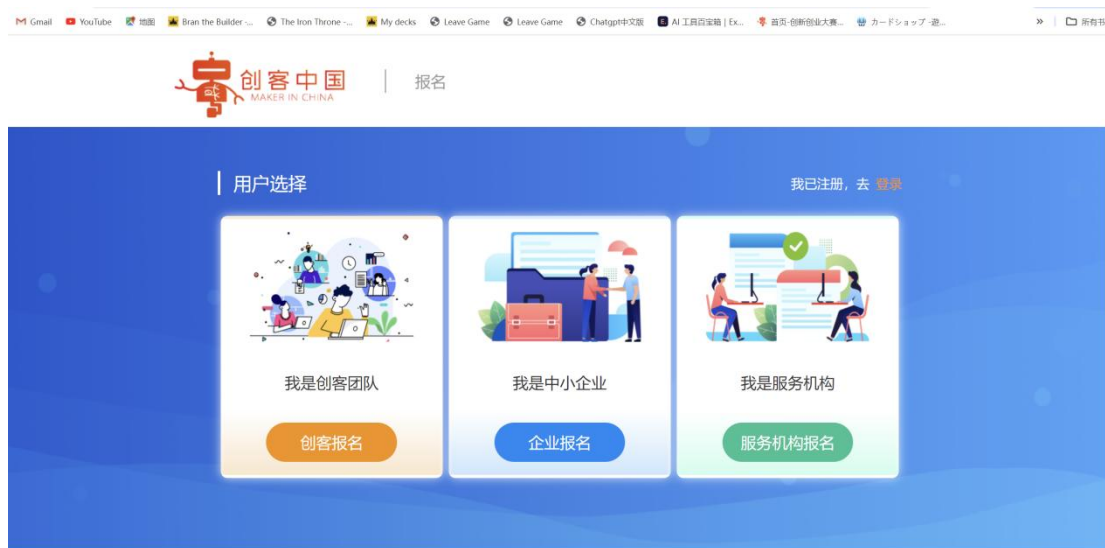 Gmail YouTube 地图 Bran the Builder -... The Iron Throne -... My decks Leave Game Leave Game Chatgpt中文版 AI 工具百宝箱 | Ex... 首页-创新创业大赛... カードショップ -遊... » 所有书
创客中国 报名
MAKER IN CHINA
用户选择 我已注册，去 登录
我是创客团队 我是中小企业 我是服务机构
创客报名 企业报名 服务机构报名